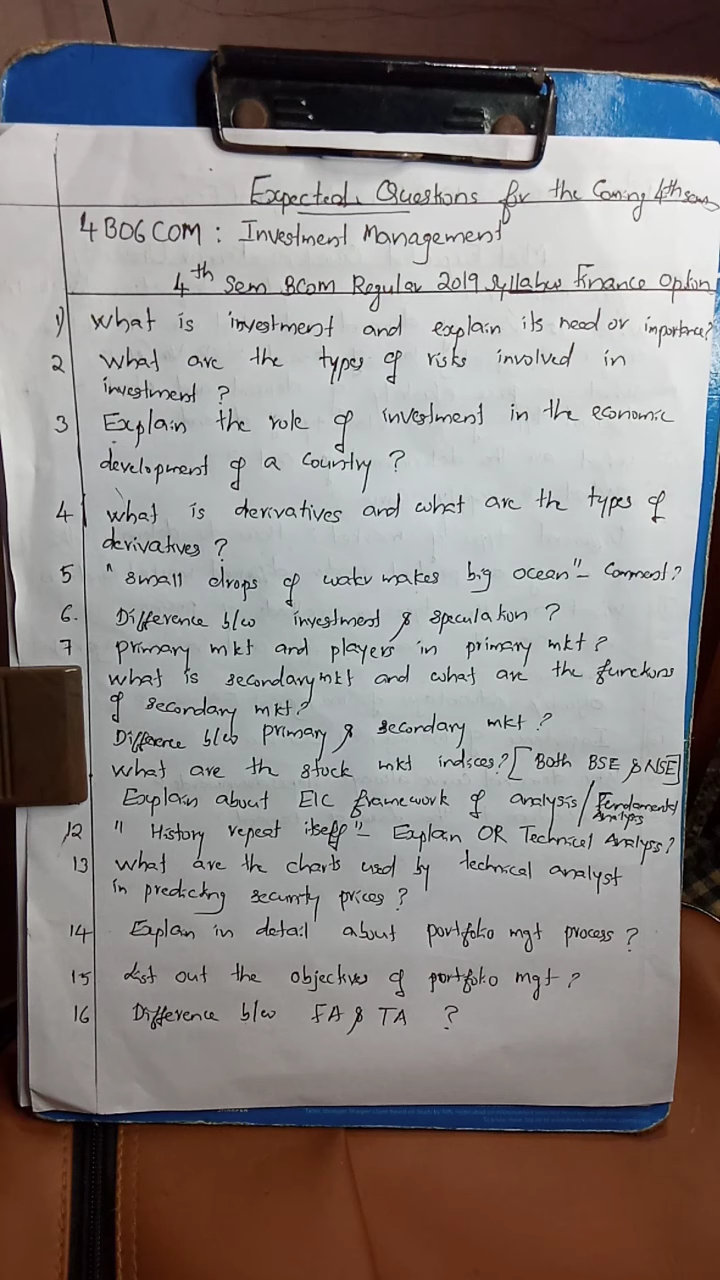 Expected Questions for the Coming 4th sem
4 BOG COM : Investment Management
4th Sem BCom Regular 2019 Syllabus Finance Option
1) What is investment and explain its need or importance?
2 What are the types of risks involved in
investment ?
3 Explain the role of investment in the economic
development of a country ?
4 What is derivatives and what are the types of
derivatives ?
5 "small drops of water makes big ocean" - Comment?
6. Difference b/w investment & speculation ?
7 primary mkt and players in primary mkt ?
what is secondary mkt and what are the functions
of secondary mkt ?
Difference b/w primary & secondary mkt ?
What are the stock mkt indices? [Both BSE & NSE]
Explain about EIC framework of analysis / Fundamental
Analysis
12 " History repeat itself" - Explain OR Technical Analysis?
13 What are the charts used by technical analyst
in predicting security prices ?
14 Explain in detail about portfolio mgt process ?
15 List out the objectives of portfolio mgt ?
16 Difference b/w FA & TA ?